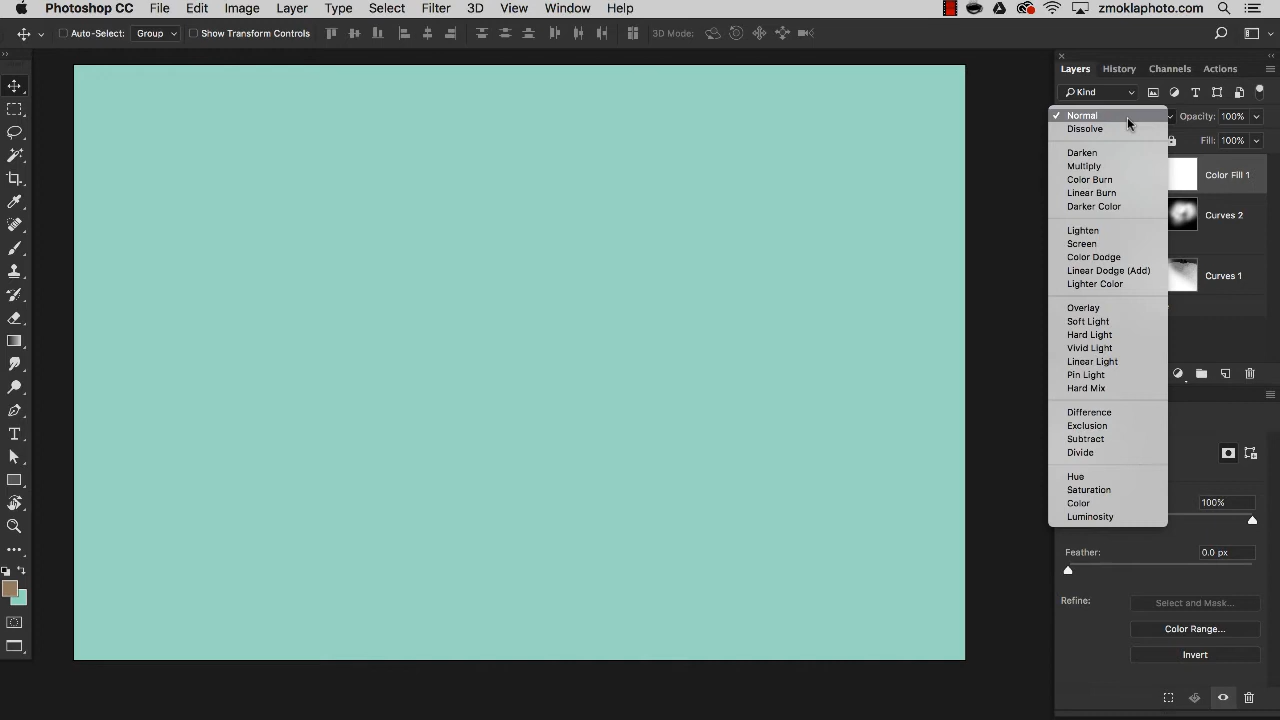 Photoshop CC File Edit Image Layer Type Select Filter 3D View Window Help zmoklaphoto.com
Auto-Select: Group Show Transform Controls 3D Mode:
Layers History Channels Actions
Kind
Normal Opacity: 100%
Dissolve
Fill: 100%
Darken
Multiply
Color Burn
Linear Burn
Darker Color
Lighten
Screen
Color Dodge
Linear Dodge (Add)
Lighter Color
Overlay
Soft Light
Hard Light
Vivid Light
Linear Light
Pin Light
Hard Mix
Difference
Exclusion
Subtract
Divide
Hue
Saturation
Color
Luminosity
Color Fill 1
Curves 2
Curves 1
100%
Feather: 0.0 px
Refine: Select and Mask...
Color Range...
Invert